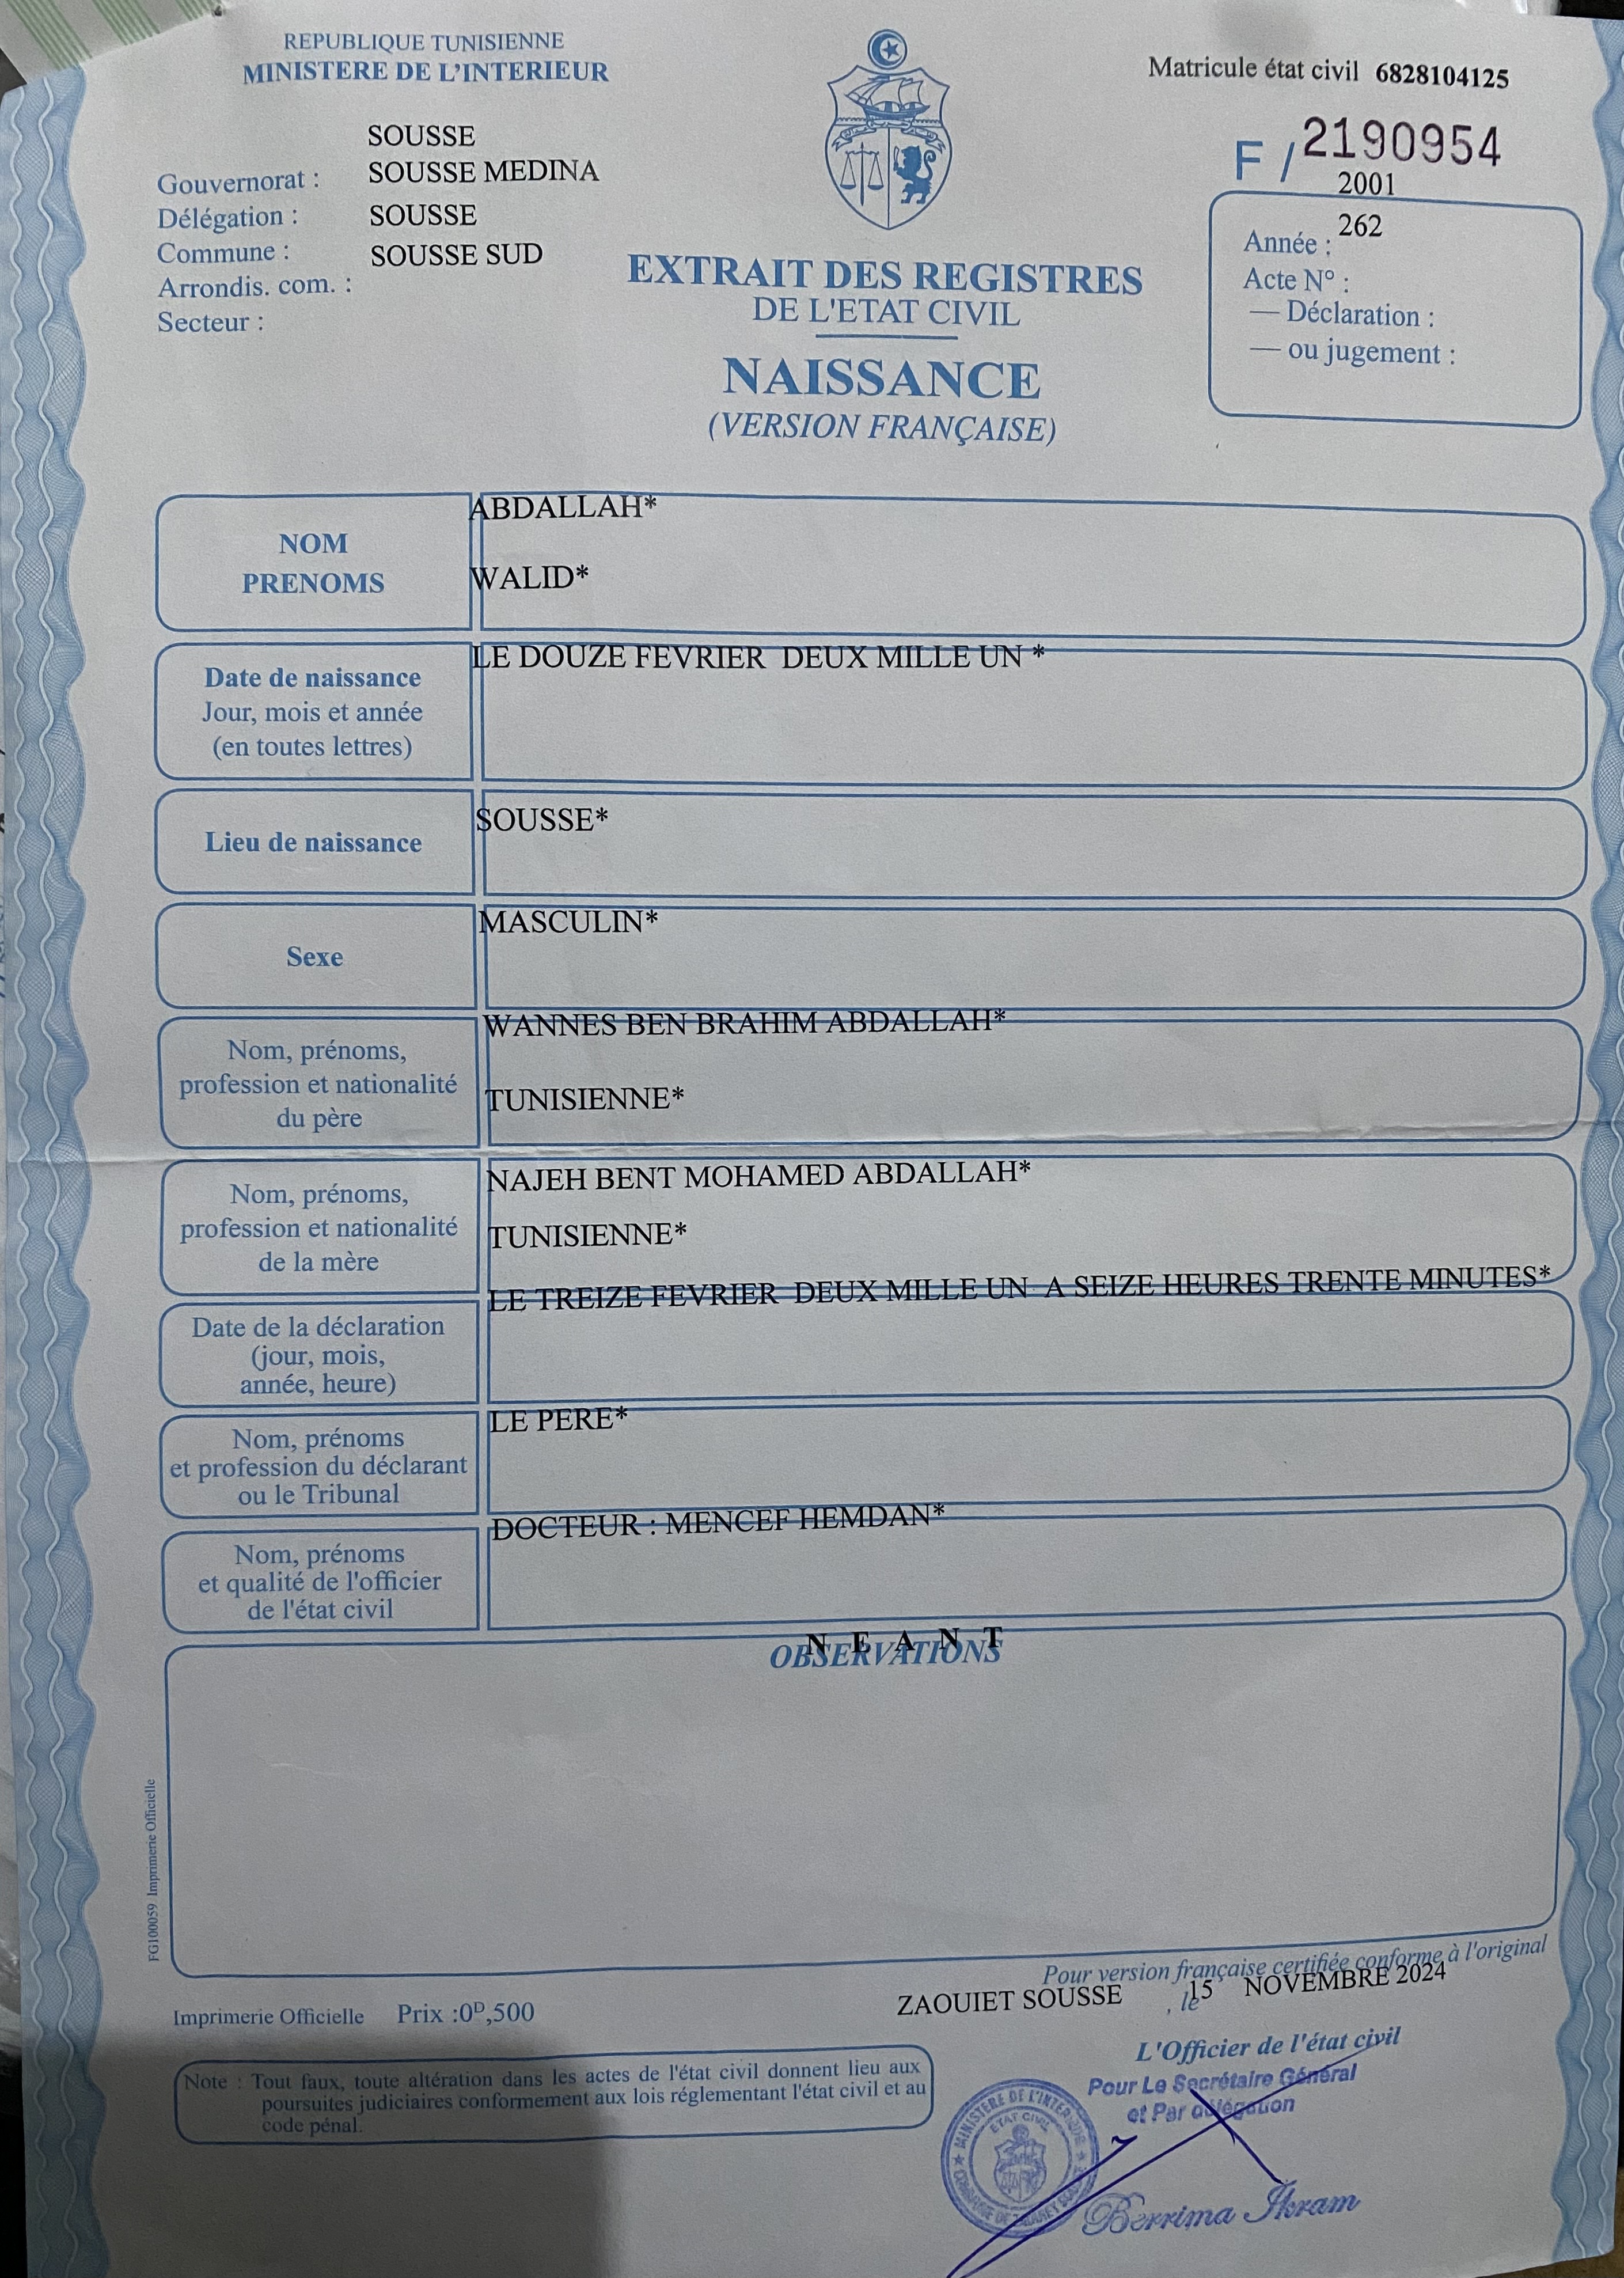 REPUBLIQUE TUNISIENNE
MINISTERE DE L'INTERIEUR
Matricule état civil 6828104125
F / 2190954
SOUSSE
Gouvernorat : SOUSSE MEDINA
Délégation : SOUSSE
Commune : SOUSSE SUD
Arrondis. com. :
Secteur :
2001
262
Année :
Acte N° :
— Déclaration :
— ou jugement :
EXTRAIT DES REGISTRES
DE L'ETAT CIVIL
NAISSANCE
(VERSION FRANÇAISE)
NOM
PRENOMS
ABDALLAH*
WALID*
Date de naissance
Jour, mois et année
(en toutes lettres)
LE DOUZE FEVRIER DEUX MILLE UN *
Lieu de naissance
SOUSSE*
Sexe
MASCULIN*
Nom, prénoms,
profession et nationalité
du père
WANNES BEN BRAHIM ABDALLAH*
TUNISIENNE*
Nom, prénoms,
profession et nationalité
de la mère
NAJEH BENT MOHAMED ABDALLAH*
TUNISIENNE*
Date de la déclaration
(jour, mois,
année, heure)
LE TREIZE FEVRIER DEUX MILLE UN A SEIZE HEURES TRENTE MINUTES*
Nom, prénoms
et profession du déclarant
ou le Tribunal
LE PERE*
Nom, prénoms
et qualité de l'officier
de l'état civil
DOCTEUR : MENCEF HEMDAN*
N E A N T
OBSERVATIONS
FG100059 Imprimerie Officielle
Pour version française certifiée conforme à l'original
ZAOUIET SOUSSE , le 15 NOVEMBRE 2024
Imprimerie Officielle Prix :0ᴰ,500
L'Officier de l'état civil
Pour Le Secrétaire Général
et Par délégation
Note : Tout faux, toute altération dans les actes de l'état civil donnent lieu aux
poursuites judiciaires conformement aux lois réglementant l'état civil et au
code pénal.
MINISTERE DE L'INTERIEUR
ETAT CIVIL
Berrima Ikram